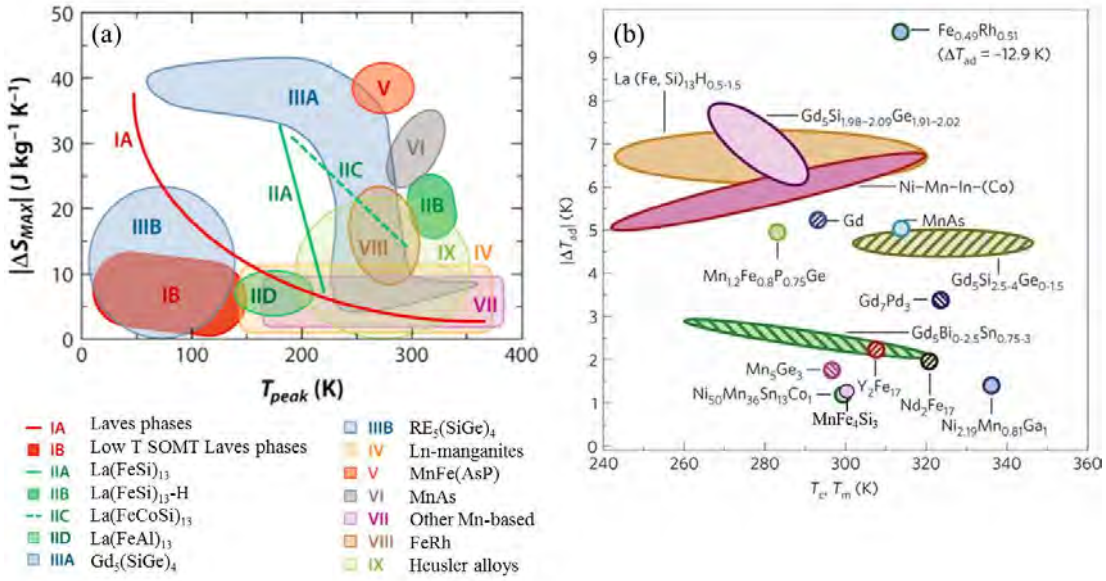 (a)
|ΔS_MAX| (J kg⁻¹ K⁻¹)
50
40
30
20
10
0
0
100
200
300
400
T_peak (K)
IA
IIIA
V
VI
IIC
IIA
IIB
IIIB
VIII
IX
IV
IB
IID
VII
IA Laves phases
IB Low T SOMT Laves phases
IIA La(FeSi)₁₃
IIB La(FeSi)₁₃-H
IIC La(FeCoSi)₁₃
IID La(FeAl)₁₃
IIIA Gd₅(SiGe)₄
IIIB RE₅(SiGe)₄
IV Ln-manganites
V MnFe(AsP)
VI MnAs
VII Other Mn-based
VIII FeRh
IX Heusler alloys
(b)
|ΔT_ad| (K)
9
8
7
6
5
4
3
2
1
0
240
260
280
300
320
340
360
T_c, T_m (K)
Fe₀.₄₉Rh₀.₅₁
(ΔT_ad = −12.9 K)
La (Fe, Si)₁₃H₀.₅₋₁.₅
Gd₅Si₁.₉₈₋₂.₀₉Ge₁.₉₁₋₂.₀₂
Ni–Mn–In–(Co)
Gd
MnAs
Mn₁.₂Fe₀.₈P₀.₇₅Ge
Gd₅Si₂.₅₋₄Ge₀₋₁.₅
Gd₇Pd₃
Gd₅Bi₀₋₂.₅Sn₀.₇₅₋₃
Mn₅Ge₃
Y₂Fe₁₇
Ni₅₀Mn₃₆Sn₁₃Co₁
MnFe₄Si₃
Nd₂Fe₁₇
Ni₂.₁₉Mn₀.₈₁Ga₁